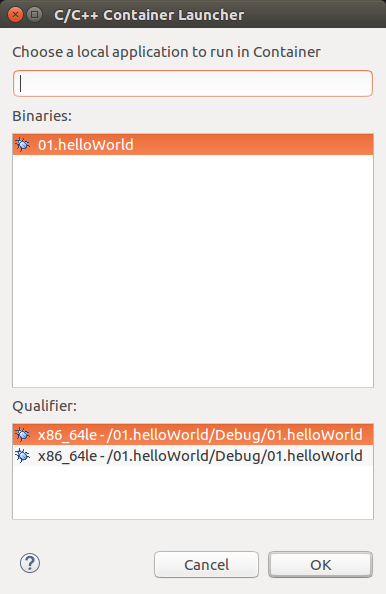 C/C++ Container Launcher
Choose a local application to run in Container
Binaries:
01.helloWorld
Qualifier:
x86_64le - /01.helloWorld/Debug/01.helloWorld
x86_64le - /01.helloWorld/Debug/01.helloWorld
?
Cancel
OK